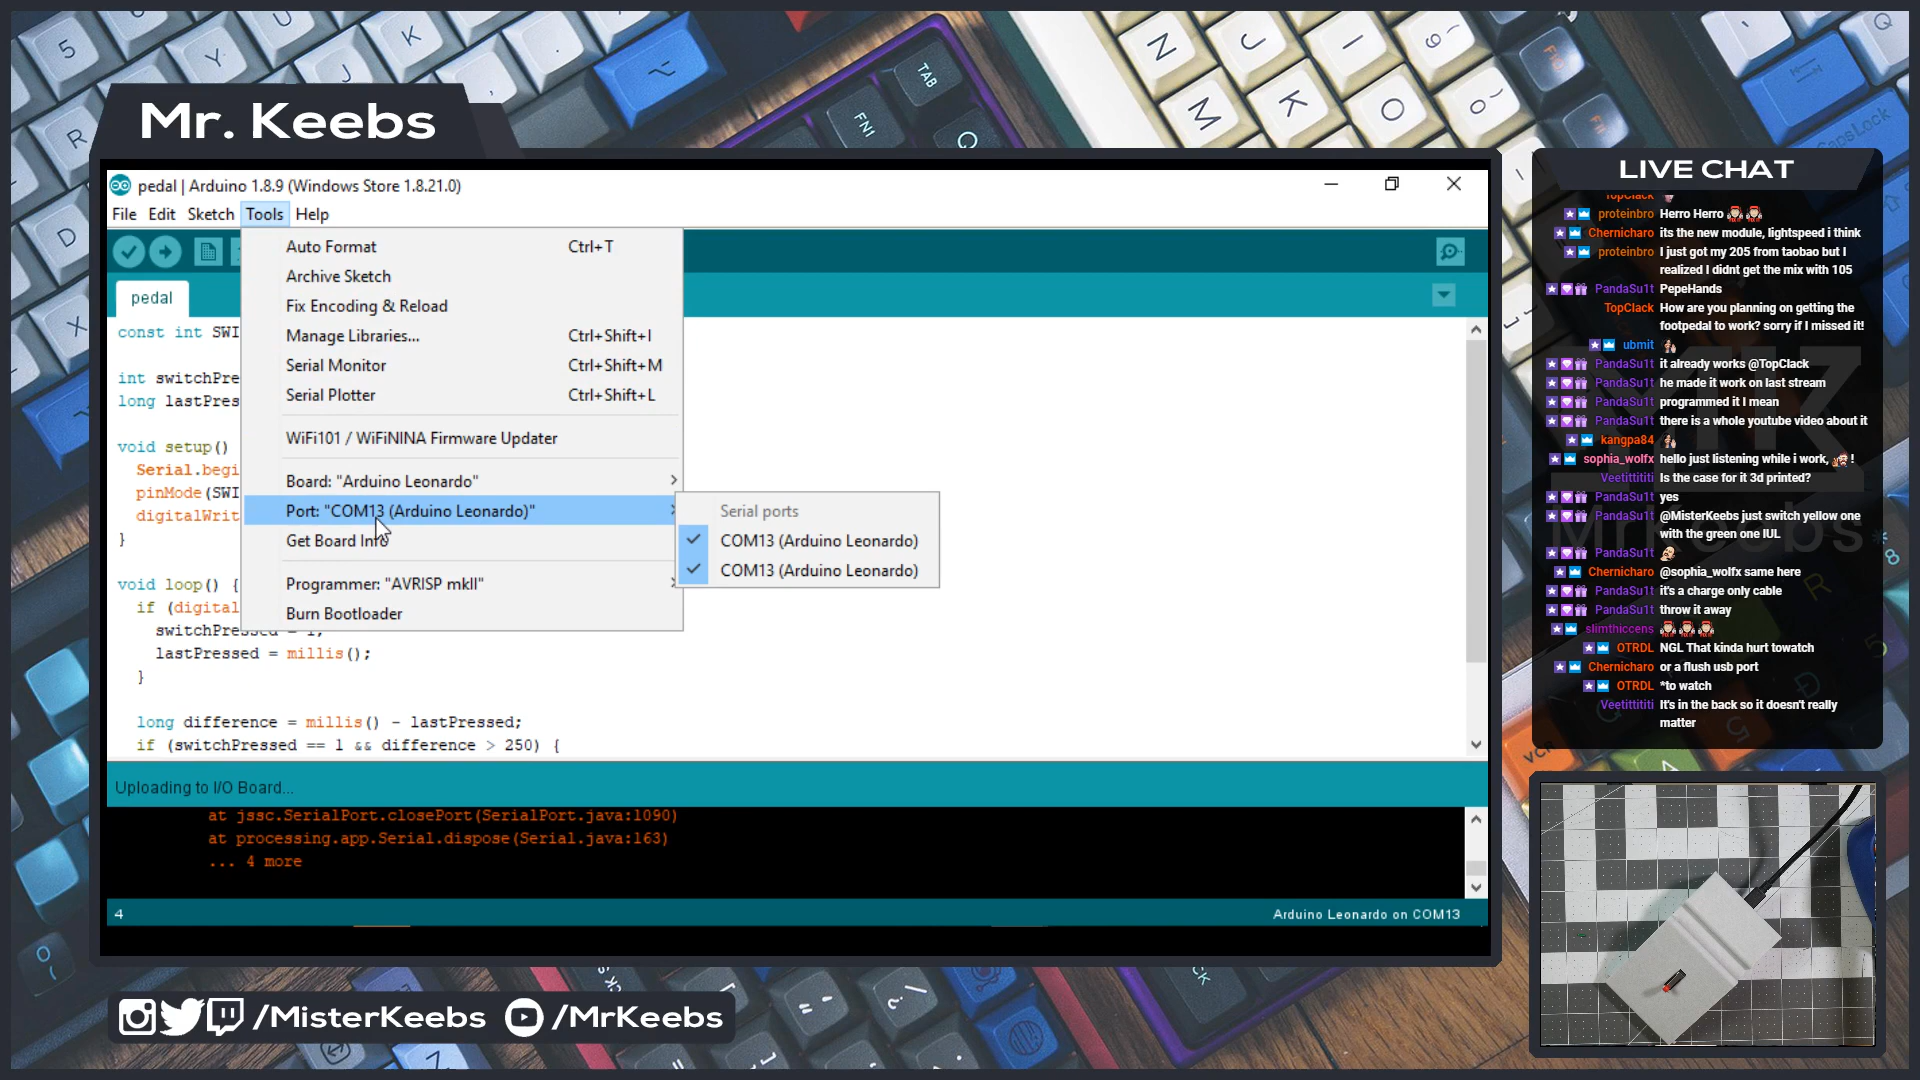 Mr. Keebs
pedal | Arduino 1.8.9 (Windows Store 1.8.21.0)
File Edit Sketch Tools Help
Auto Format Ctrl+T
Archive Sketch
Fix Encoding & Reload
Manage Libraries... Ctrl+Shift+I
Serial Monitor Ctrl+Shift+M
Serial Plotter Ctrl+Shift+L
WiFi101 / WiFiNINA Firmware Updater
Board: "Arduino Leonardo"
Port: "COM13 (Arduino Leonardo)"
Get Board Info
Programmer: "AVRISP mkII"
Burn Bootloader
Serial ports
COM13 (Arduino Leonardo)
COM13 (Arduino Leonardo)
pedal
const int SWI
int switchPre
long lastPres
void setup()
Serial.begi
pinMode(SWI
digitalWrit
}
void loop() {
if (digital
switchPressed = 1;
lastPressed = millis();
}
long difference = millis() - lastPressed;
if (switchPressed == 1 && difference > 250) {
Uploading to I/O Board...
at jssc.SerialPort.closePort(SerialPort.java:1090)
at processing.app.Serial.dispose(Serial.java:163)
... 4 more
4
Arduino Leonardo on COM13
LIVE CHAT
TopClack
proteinbro Herro Herro
Chernicharo its the new module, lightspeed i think
proteinbro I just got my 205 from taobao but I
realized I didnt get the mix with 105
PandaSu1t PepeHands
TopClack How are you planning on getting the
footpedal to work? sorry if I missed it!
ubmit
PandaSu1t it already works @TopClack
PandaSu1t he made it work on last stream
PandaSu1t programmed it I mean
PandaSu1t there is a whole youtube video about it
kangpa84
sophia_wolfx hello just listening while i work, !
Veetittititi Is the case for it 3d printed?
PandaSu1t yes
PandaSu1t @MisterKeebs just switch yellow one
with the green one IUL
PandaSu1t
Chernicharo @sophia_wolfx same here
PandaSu1t it's a charge only cable
PandaSu1t throw it away
slimthiccens
OTRDL NGL That kinda hurt towatch
Chernicharo or a flush usb port
OTRDL *to watch
Veetittititi It's in the back so it doesn't really
matter
MrKeebs
/MisterKeebs /MrKeebs
5
Y
K
J
R
D
X
TAB
FN1
N
J
I
M
K
O
Q
CapsLock
VCR
Z